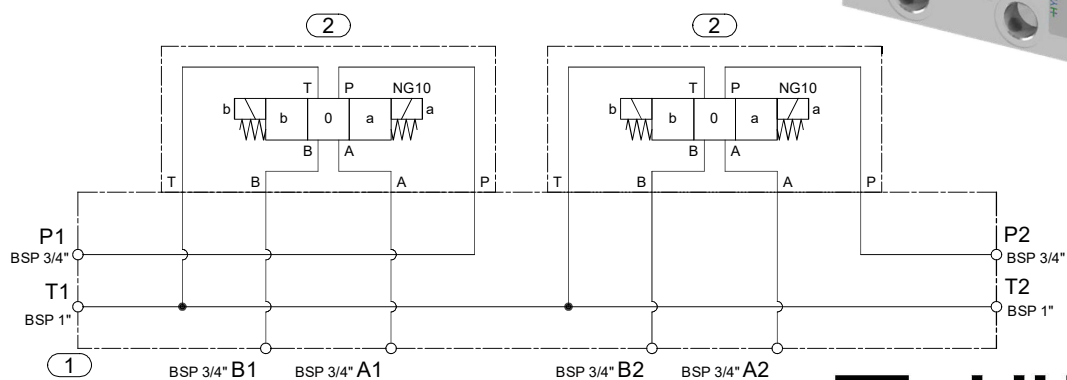 2 2
T P NG10 T P NG10
b b 0 a a b b 0 a a
B A B A
T B A P T B A P
P1 P2
BSP 3/4" BSP 3/4"
T1 T2
BSP 1" BSP 1"
1
BSP 3/4" B1 BSP 3/4" A1 BSP 3/4" B2 BSP 3/4" A2